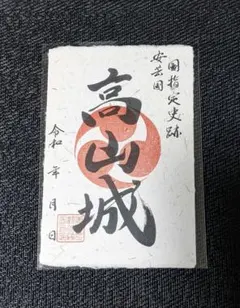 国指定史跡
安芸国
高山城
令和 年 月 日